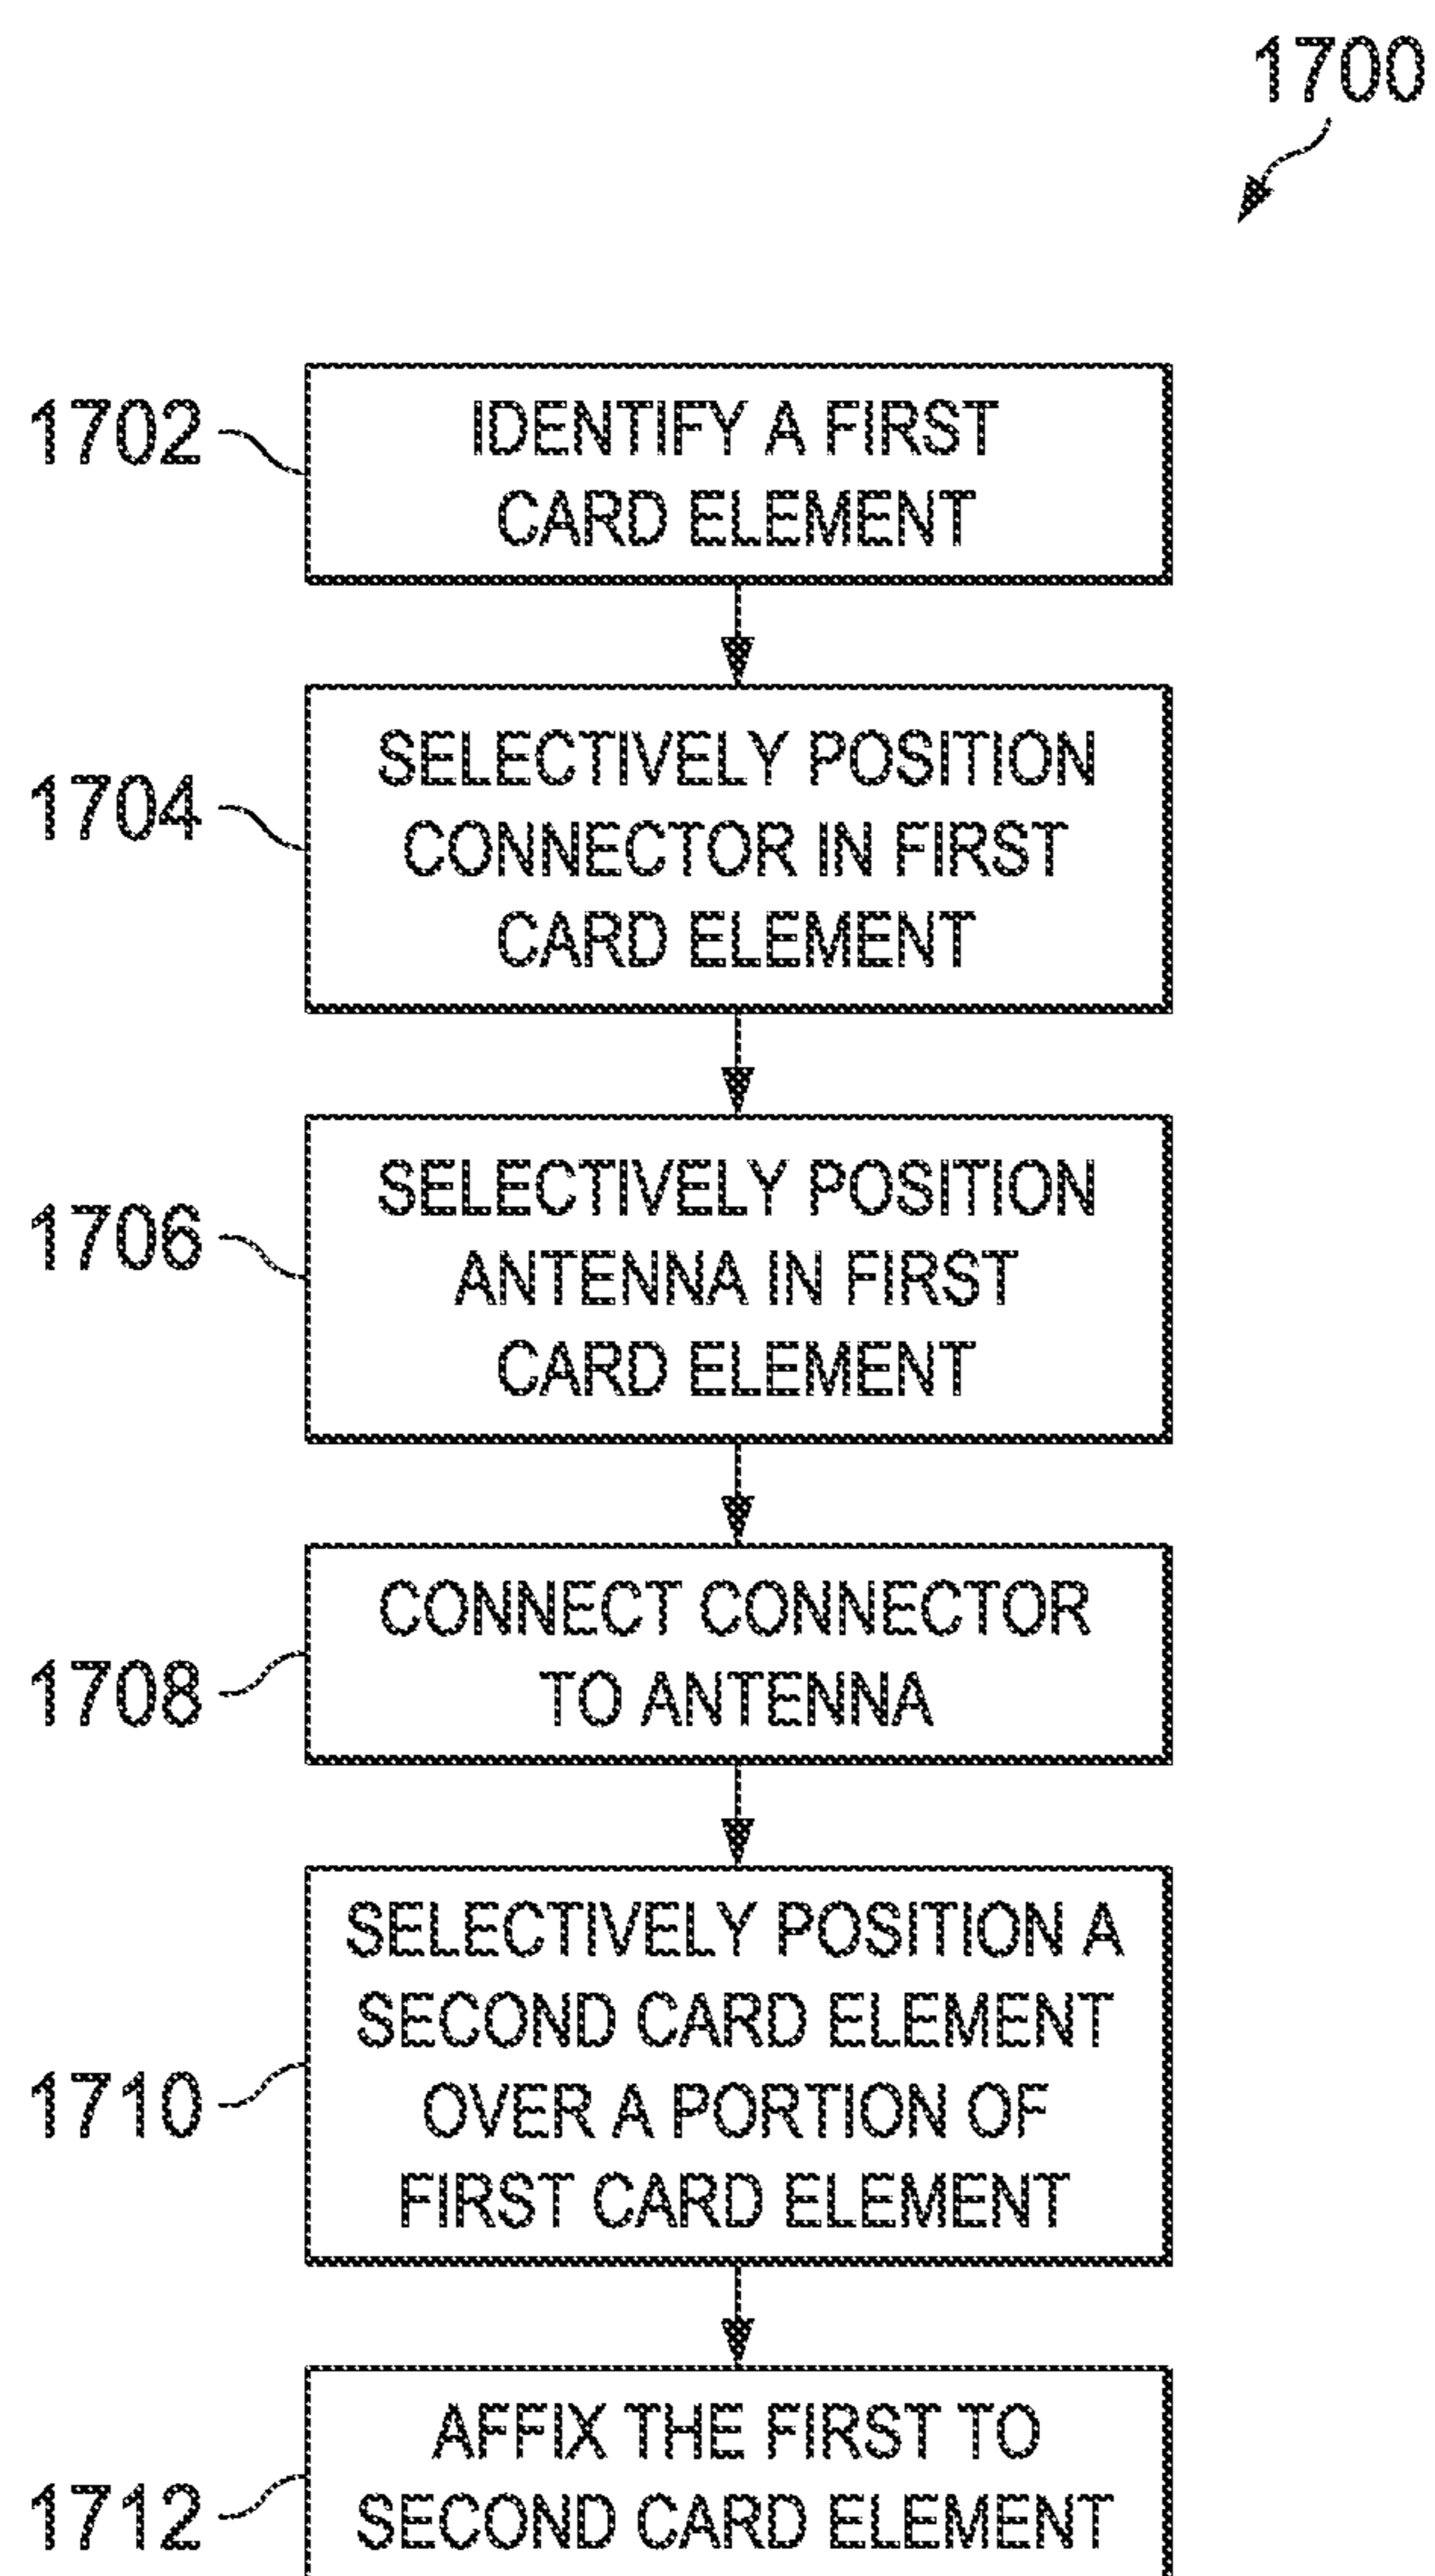 1700
1702
IDENTIFY A FIRST
CARD ELEMENT
1704
SELECTIVELY POSITION
CONNECTOR IN FIRST
CARD ELEMENT
1706
SELECTIVELY POSITION
ANTENNA IN FIRST
CARD ELEMENT
1708
CONNECT CONNECTOR
TO ANTENNA
1710
SELECTIVELY POSITION A
SECOND CARD ELEMENT
OVER A PORTION OF
FIRST CARD ELEMENT
1712
AFFIX THE FIRST TO
SECOND CARD ELEMENT